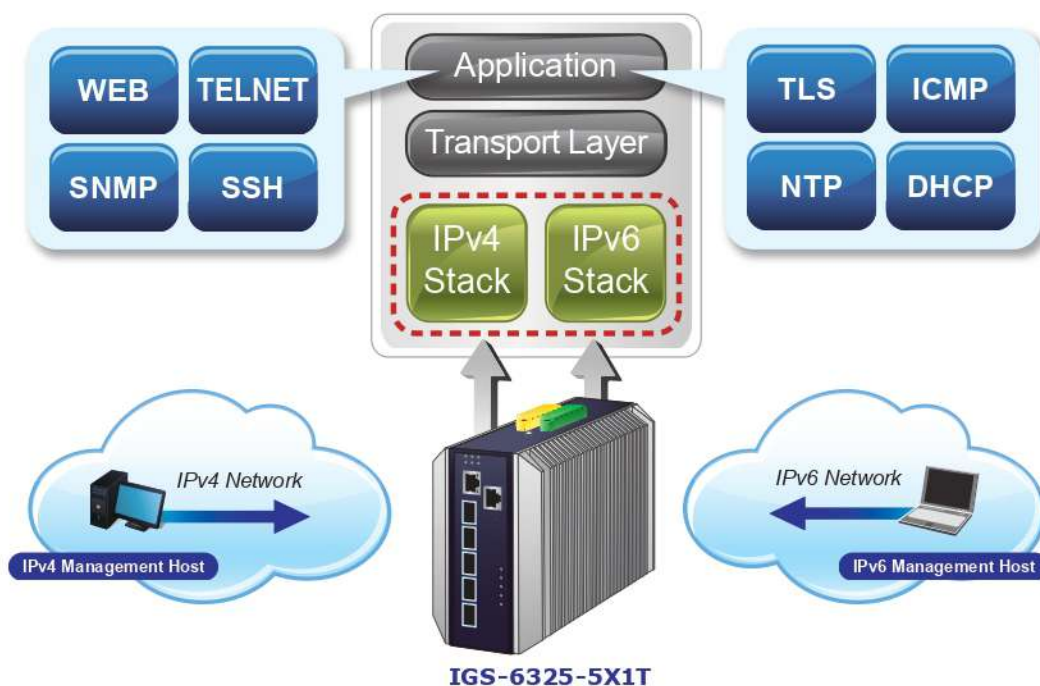 WEB
TELNET
SNMP
SSH
Application
Transport Layer
IPv4
Stack
IPv6
Stack
TLS
ICMP
NTP
DHCP
IPv4 Network
IPv4 Management Host
IPv6 Network
IPv6 Management Host
IGS-6325-5X1T